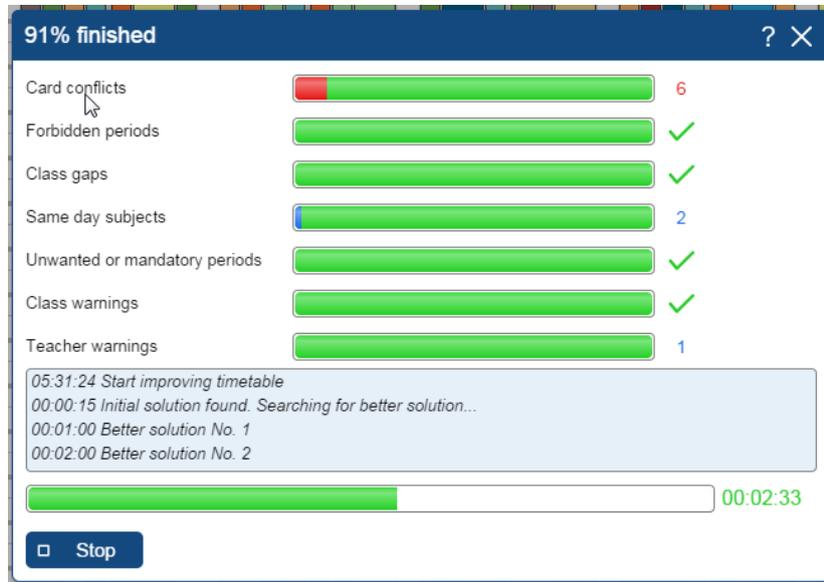 91% finished ?
Card conflicts 6
Forbidden periods
Class gaps
Same day subjects 2
Unwanted or mandatory periods
Class warnings
Teacher warnings 1
05:31:24 Start improving timetable
00:00:15 Initial solution found. Searching for better solution...
00:01:00 Better solution No. 1
00:02:00 Better solution No. 2
00:02:33
Stop